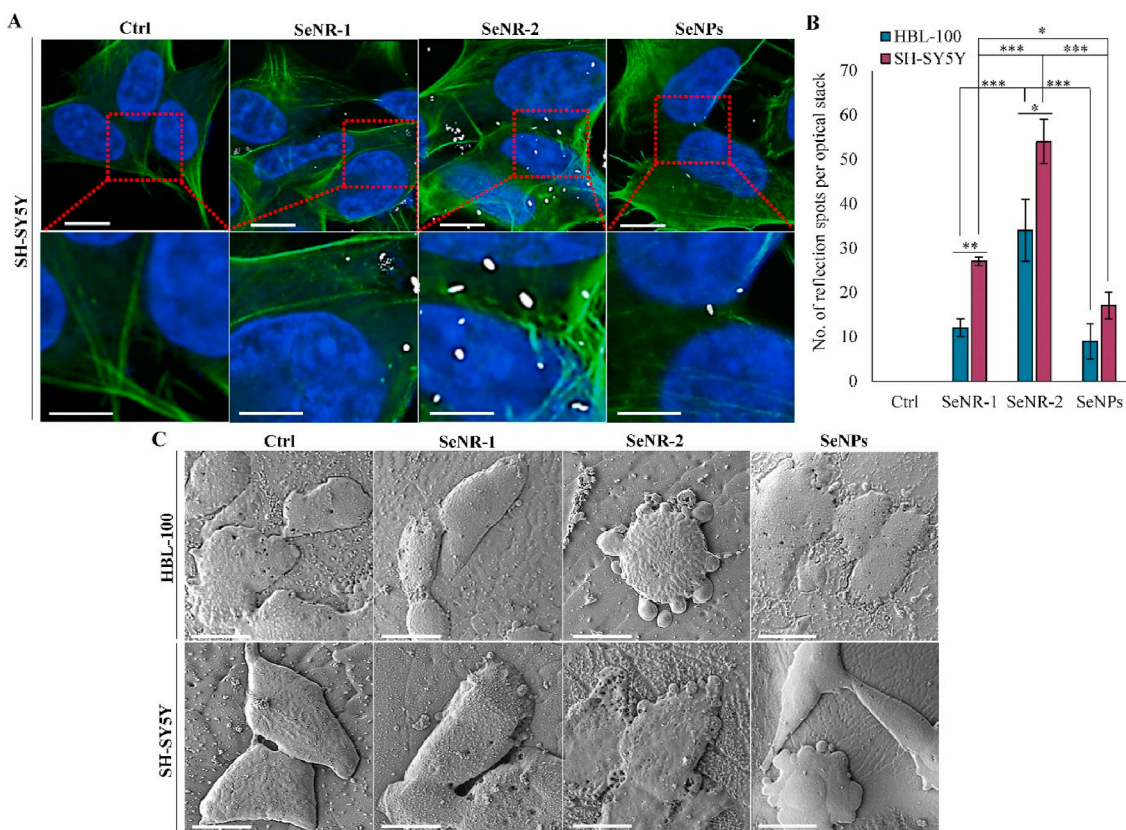 A
Ctrl
SeNR-1
SeNR-2
SeNPs
SH-SY5Y
B
HBL-100
SH-SY5Y
*
*** ***
*** ***
*
**
No. of reflection spots per optical stack
70
60
50
40
30
20
10
0
Ctrl SeNR-1 SeNR-2 SeNPs
C
Ctrl
SeNR-1
SeNR-2
SeNPs
HBL-100
SH-SY5Y